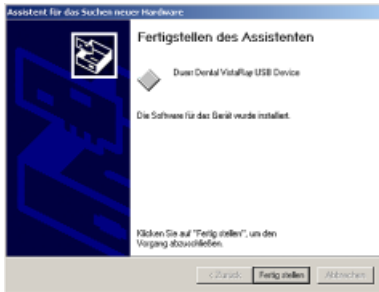 Assistent für das Suchen neuer Hardware
Fertigstellen des Assistenten
Duerr Dental VistaRay USB Device
Die Software für das Gerät wurde installiert.
Klicken Sie auf "Fertig stellen", um den
Vorgang abzuschließen.
< Zurück
Fertig stellen
Abbrechen